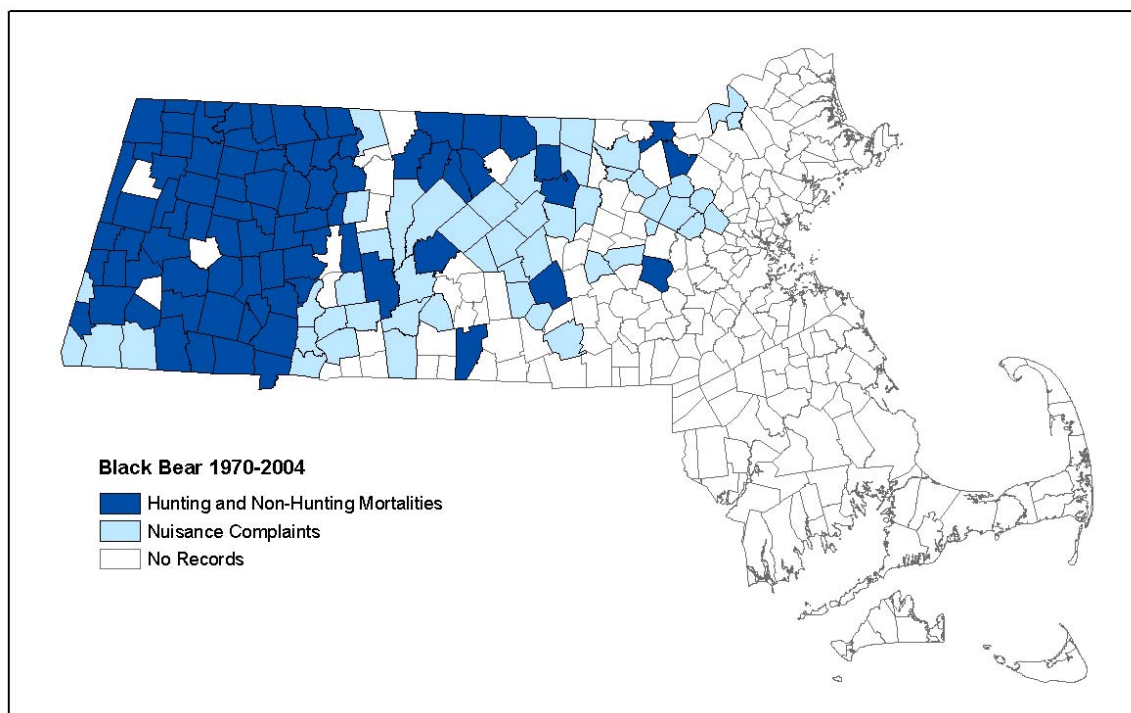 Black Bear 1970-2004
Hunting and Non-Hunting Mortalities
Nuisance Complaints
No Records